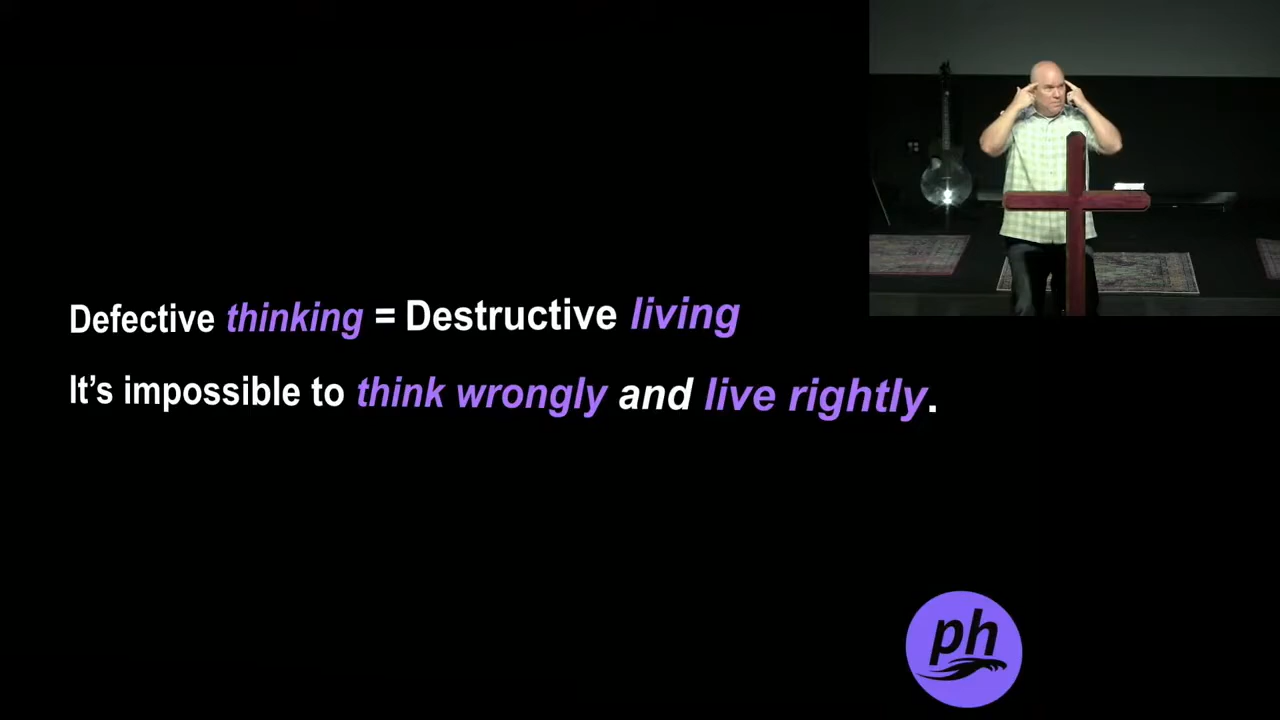 Defective thinking = Destructive living
It’s impossible to think wrongly and live rightly.
ph